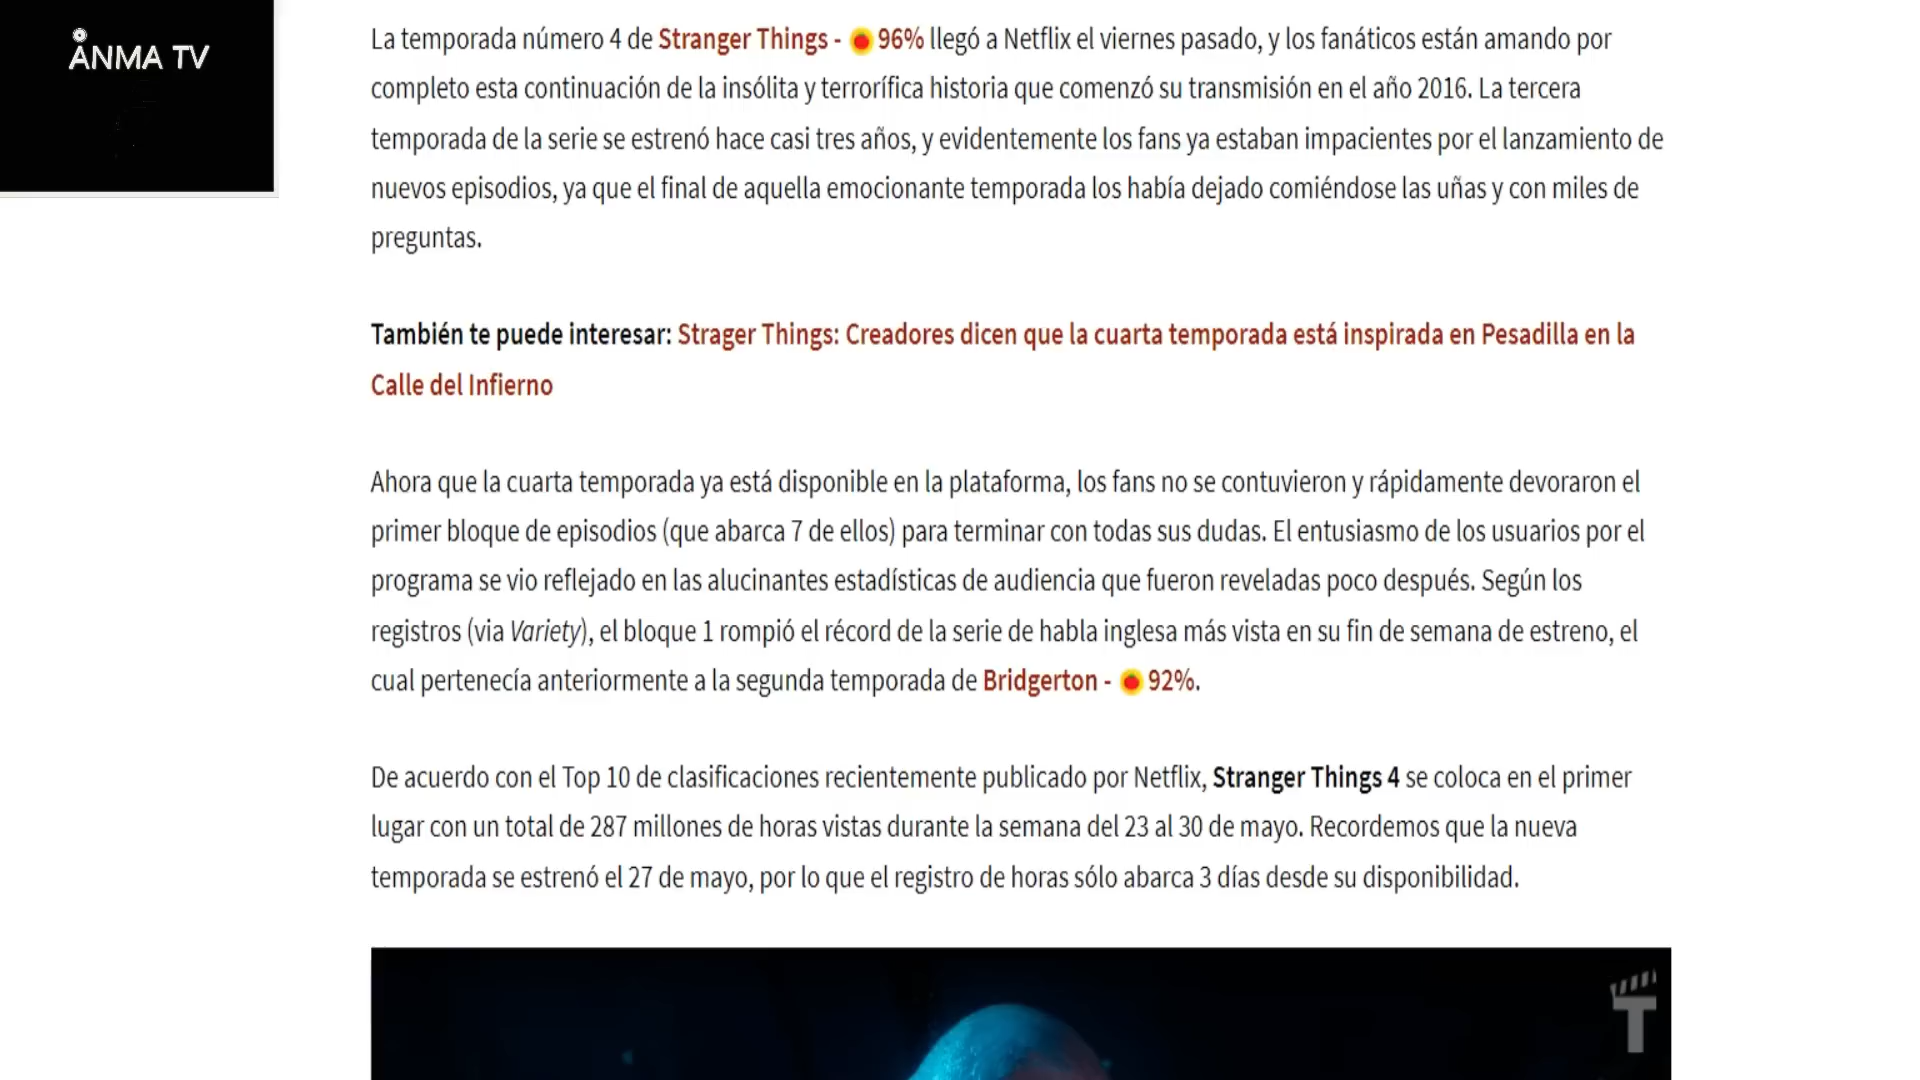 ÅNMA TV
La temporada número 4 de Stranger Things - 96% llegó a Netflix el viernes pasado, y los fanáticos están amando por
completo esta continuación de la insólita y terrorífica historia que comenzó su transmisión en el año 2016. La tercera
temporada de la serie se estrenó hace casi tres años, y evidentemente los fans ya estaban impacientes por el lanzamiento de
nuevos episodios, ya que el final de aquella emocionante temporada los había dejado comiéndose las uñas y con miles de
preguntas.
También te puede interesar: Strager Things: Creadores dicen que la cuarta temporada está inspirada en Pesadilla en la
Calle del Infierno
Ahora que la cuarta temporada ya está disponible en la plataforma, los fans no se contuvieron y rápidamente devoraron el
primer bloque de episodios (que abarca 7 de ellos) para terminar con todas sus dudas. El entusiasmo de los usuarios por el
programa se vio reflejado en las alucinantes estadísticas de audiencia que fueron reveladas poco después. Según los
registros (via Variety), el bloque 1 rompió el récord de la serie de habla inglesa más vista en su fin de semana de estreno, el
cual pertenecía anteriormente a la segunda temporada de Bridgerton - 92%.
De acuerdo con el Top 10 de clasificaciones recientemente publicado por Netflix, Stranger Things 4 se coloca en el primer
lugar con un total de 287 millones de horas vistas durante la semana del 23 al 30 de mayo. Recordemos que la nueva
temporada se estrenó el 27 de mayo, por lo que el registro de horas sólo abarca 3 días desde su disponibilidad.
T